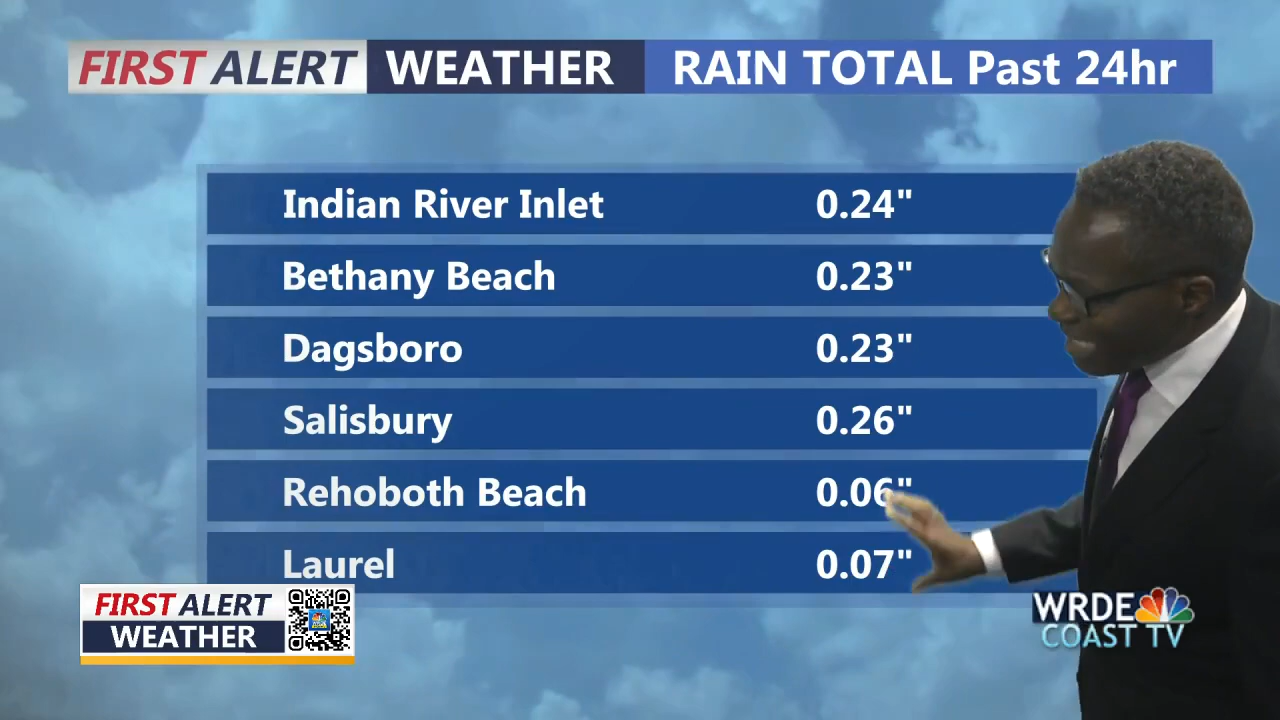 FIRST ALERT WEATHER RAIN TOTAL Past 24hr
Indian River Inlet 0.24"
Bethany Beach 0.23"
Dagsboro 0.23"
Salisbury 0.26"
Rehoboth Beach 0.06"
Laurel 0.07"
FIRST ALERT
WEATHER
WRDE
COAST TV